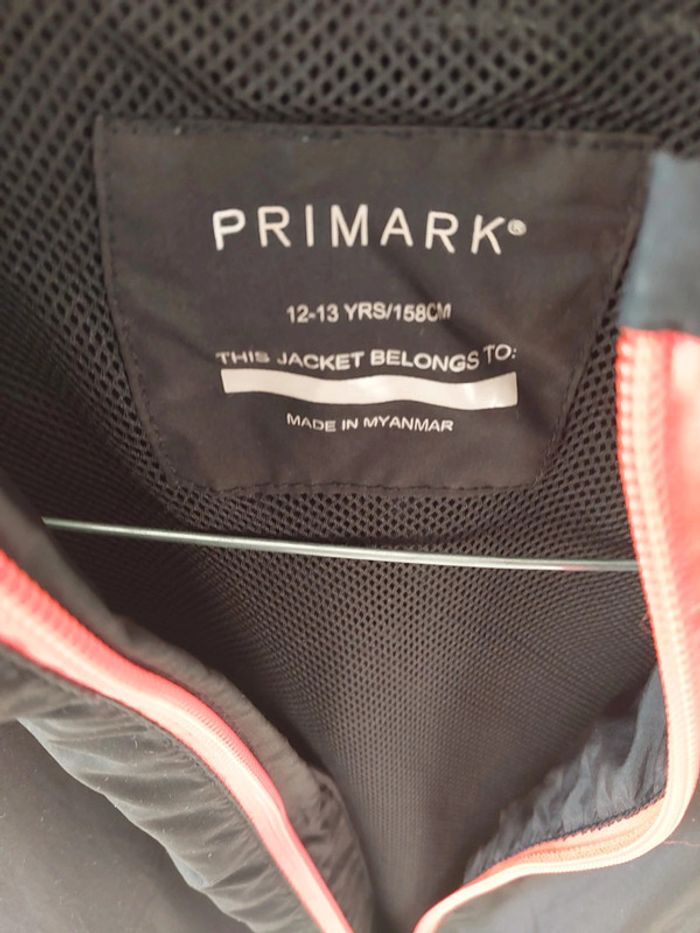 PRIMARK®
12-13 YRS/158CM
THIS JACKET BELONGS TO:
MADE IN MYANMAR